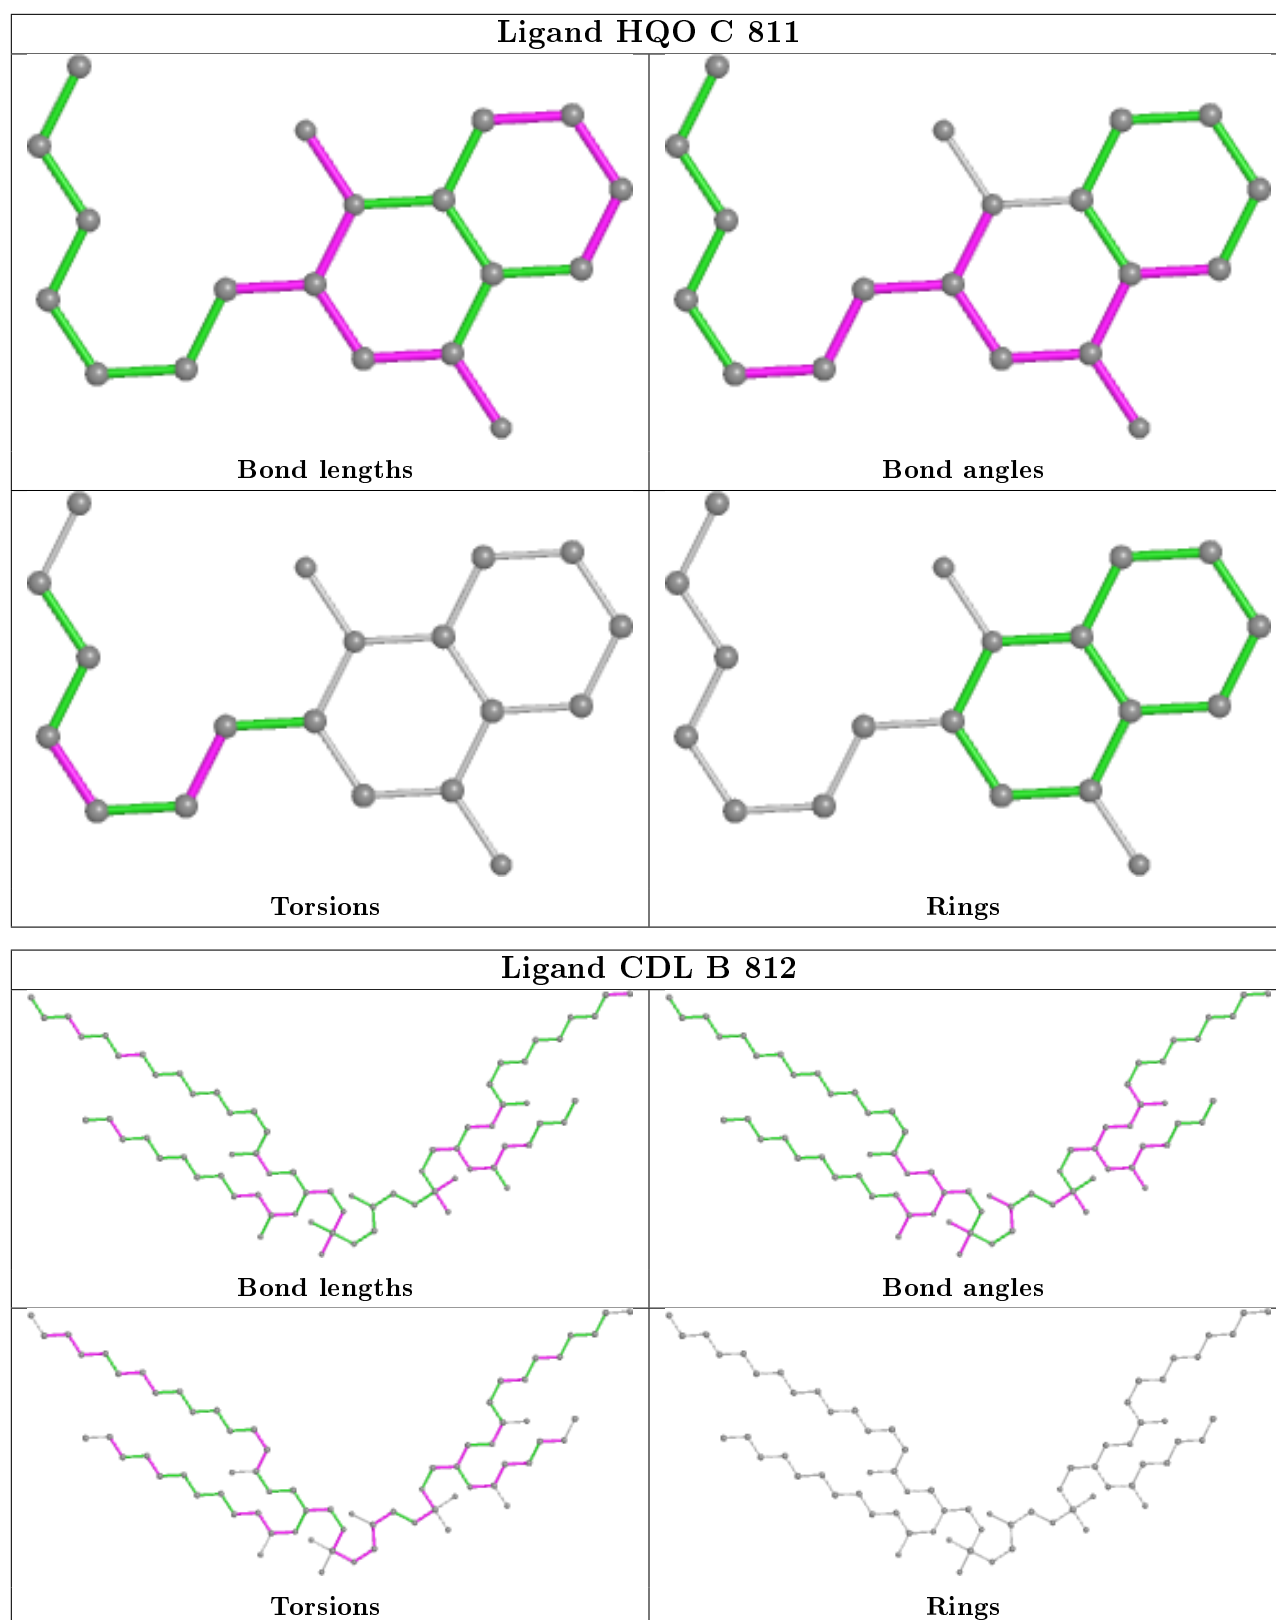 Ligand HQO C 811
Bond lengths
Bond angles
Torsions
Rings
Ligand CDL B 812
Bond lengths
Bond angles
Torsions
Rings